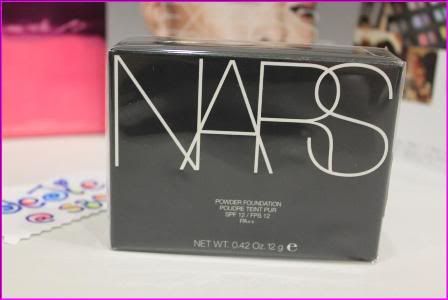 NARS
POWDER FOUNDATION
POUDRE TEINT PUR
SPF 12 / FPS 12
PA++
NET WT. 0.42 Oz. 12 g ℮